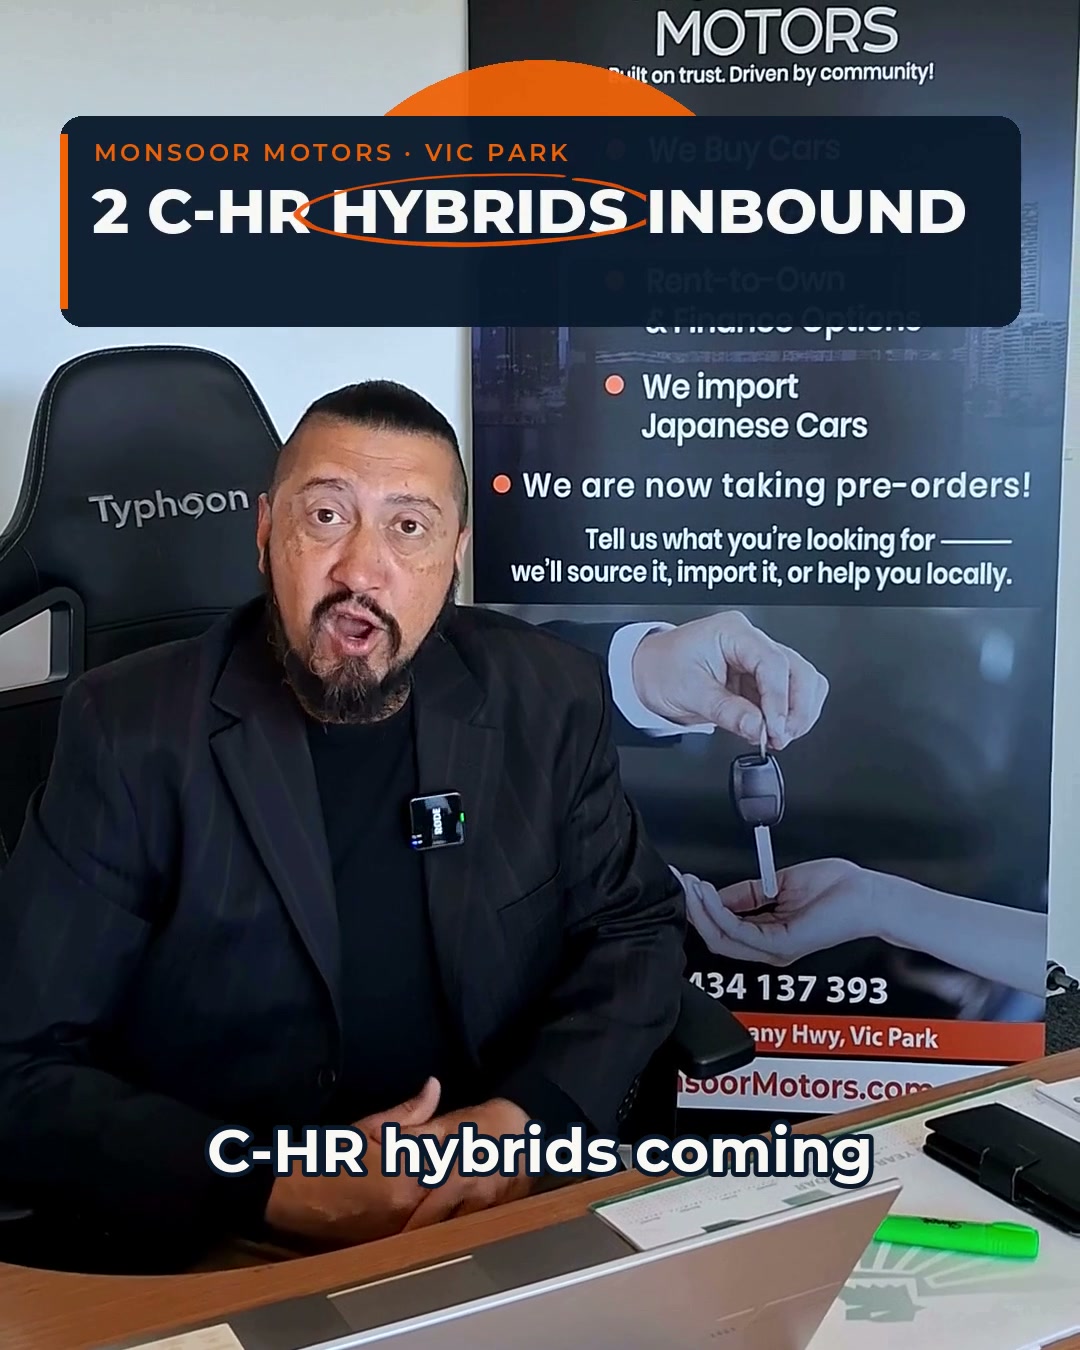 MOTORS
Built on trust. Driven by community!
MONSOOR MOTORS · VIC PARK
We Buy Cars
2 C-HR HYBRIDS INBOUND
Rent-to-Own
& Finance Options
We import
Japanese Cars
Typhoon
We are now taking pre-orders!
Tell us what you're looking for
we'll source it, import it, or help you locally.
RØDE
434 137 393
any Hwy, Vic Park
nsoorMotors.com
C-HR hybrids coming